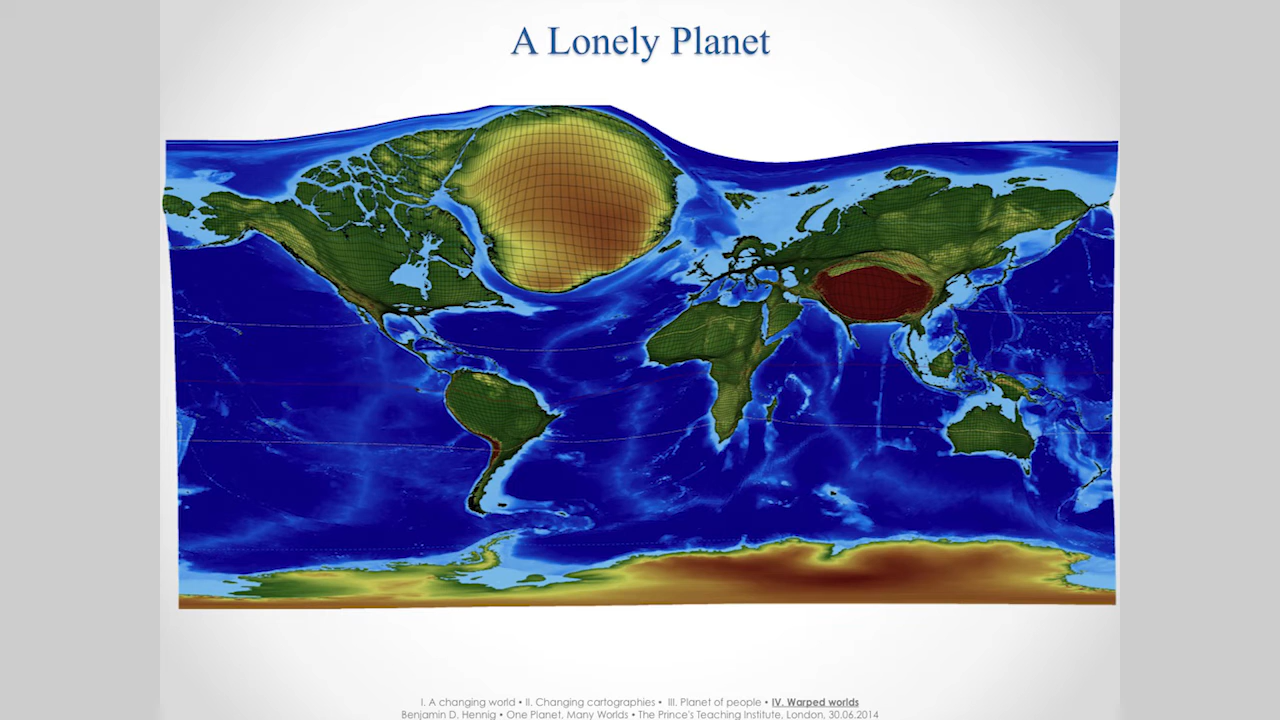 A Lonely Planet
I. A changing world • II. Changing cartographies • III. Planet of people • IV. Warped worlds
Benjamin D. Hennig • One Planet, Many Worlds • The Prince's Teaching Institute, London, 30.06.2014